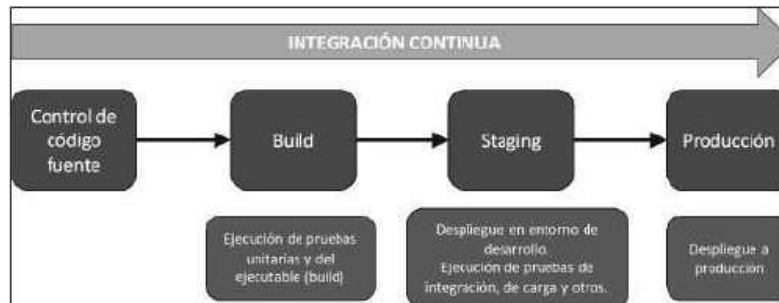 INTEGRACIÓN CONTINUA
Control de
código
fuente
Build
Staging
Producción
Ejecución de pruebas
unitarias y del
ejecutable (build)
Despliegue en entorno de
desarrollo.
Ejecución de pruebas de
integración, de carga y otros.
Despliegue a
producción